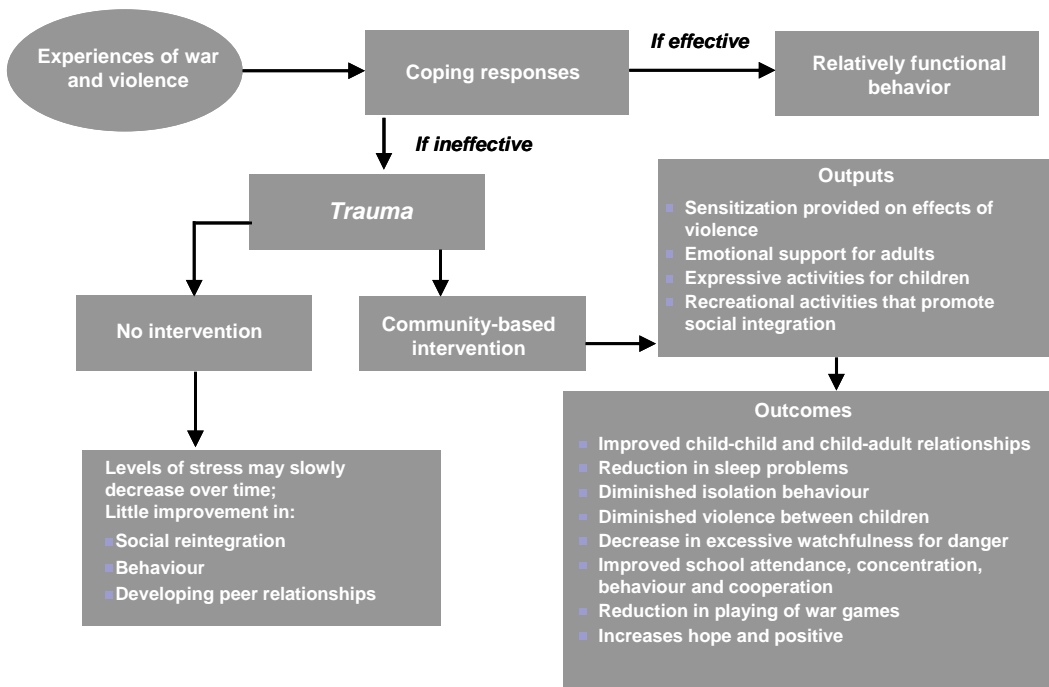 Experiences of war
and violence
Coping responses
If effective
Relatively functional
behavior
If ineffective
Trauma
Outputs
Sensitization provided on effects of
violence
Emotional support for adults
Expressive activities for children
Recreational activities that promote
social integration
No intervention
Community-based
intervention
Outcomes
Improved child-child and child-adult relationships
Reduction in sleep problems
Diminished isolation behaviour
Diminished violence between children
Decrease in excessive watchfulness for danger
Improved school attendance, concentration,
behaviour and cooperation
Reduction in playing of war games
Increases hope and positive
Levels of stress may slowly
decrease over time;
Little improvement in:
Social reintegration
Behaviour
Developing peer relationships